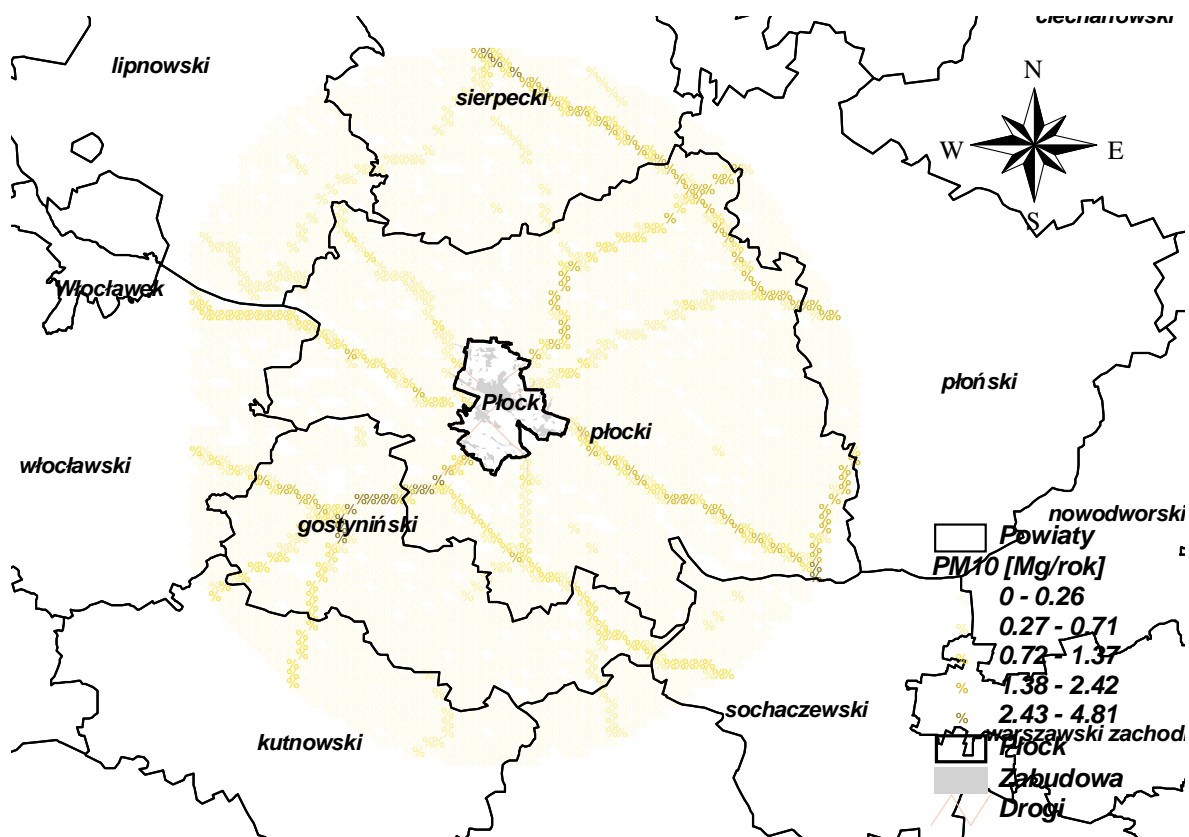 ciechanowski
lipnowski
sierpecki
N
W
E
S
Włocławek
płoński
Płock
płocki
włocławski
gostyniński
nowodworski
Powiaty
PM10 [Mg/rok]
0 - 0.26
0.27 - 0.71
0.72 - 1.37
% 1.38 - 2.42
% 2.43 - 4.81
sochaczewski
kutnowski
warszawski zachodni
Płock
Zabudowa
Drogi